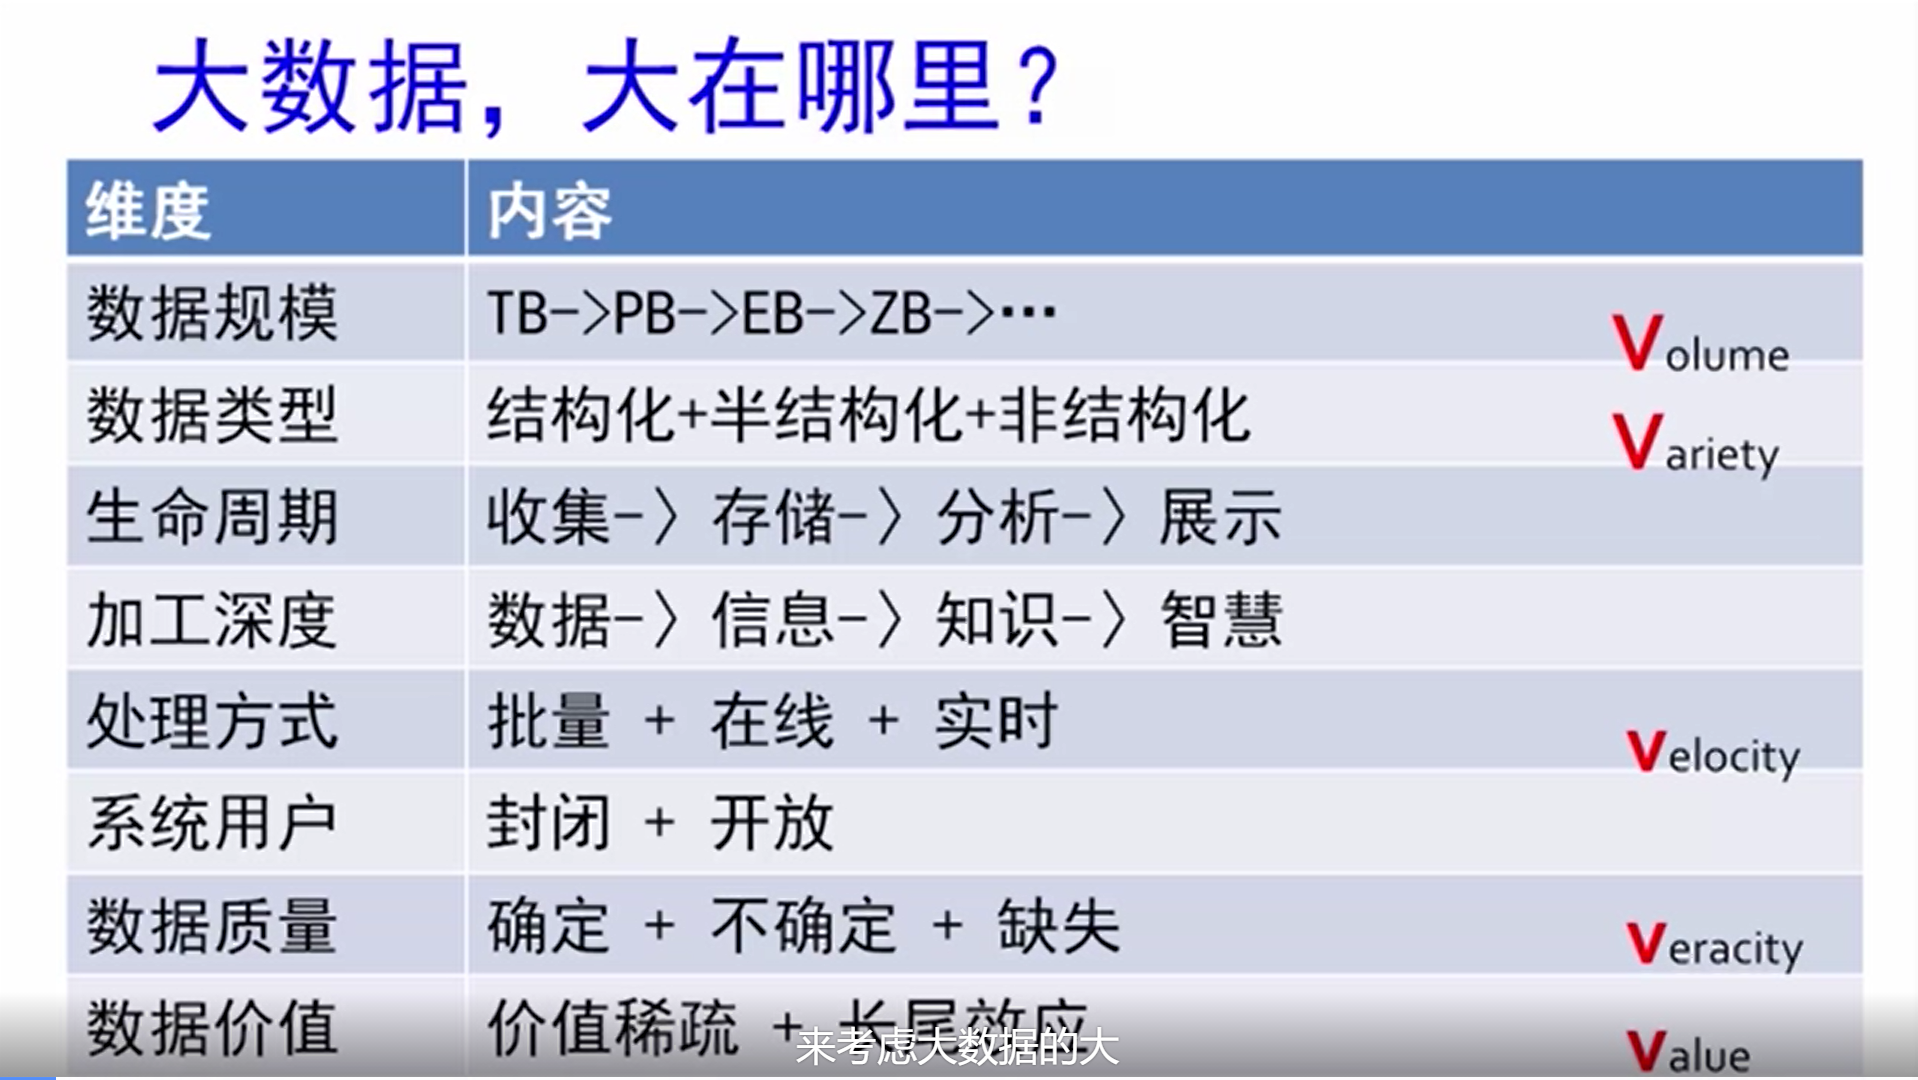 大数据，大在哪里？
维度 内容
数据规模 TB->PB->EB->ZB->… Volume
数据类型 结构化+半结构化+非结构化 Variety
生命周期 收集-〉存储-〉分析-〉展示
加工深度 数据-〉信息-〉知识-〉智慧
处理方式 批量 + 在线 + 实时 Velocity
系统用户 封闭 + 开放
数据质量 确定 + 不确定 + 缺失 Veracity
数据价值 价值稀疏 + 长尾效应 Value
来考虑大数据的大